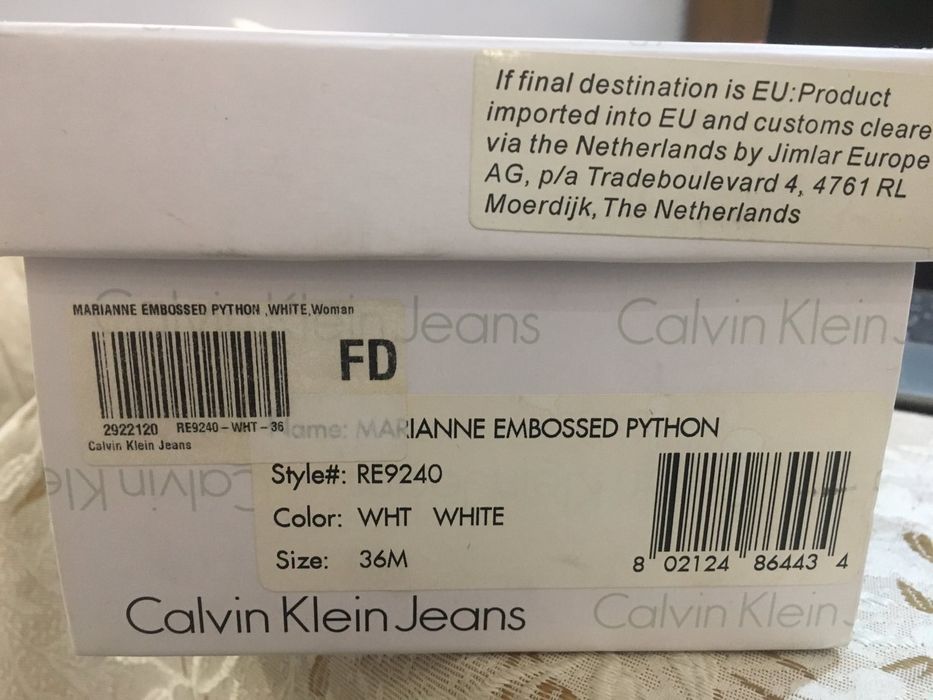 If final destination is EU:Product
imported into EU and customs cleare
via the Netherlands by Jimlar Europe
AG, p/a Tradeboulevard 4, 4761 RL
Moerdijk, The Netherlands
MARIANNE EMBOSSED PYTHON ,WHITE,Woman
FD
2922120 RE9240-WHT-36
Calvin Klein Jeans
Calvin Klein Jeans
Calvin Klein
Name: MARIANNE EMBOSSED PYTHON
Style#: RE9240
Color: WHT WHITE
Size: 36M
8 02124 86443 4
Calvin Kle
Calvin Klein Jeans
Calvin Klein